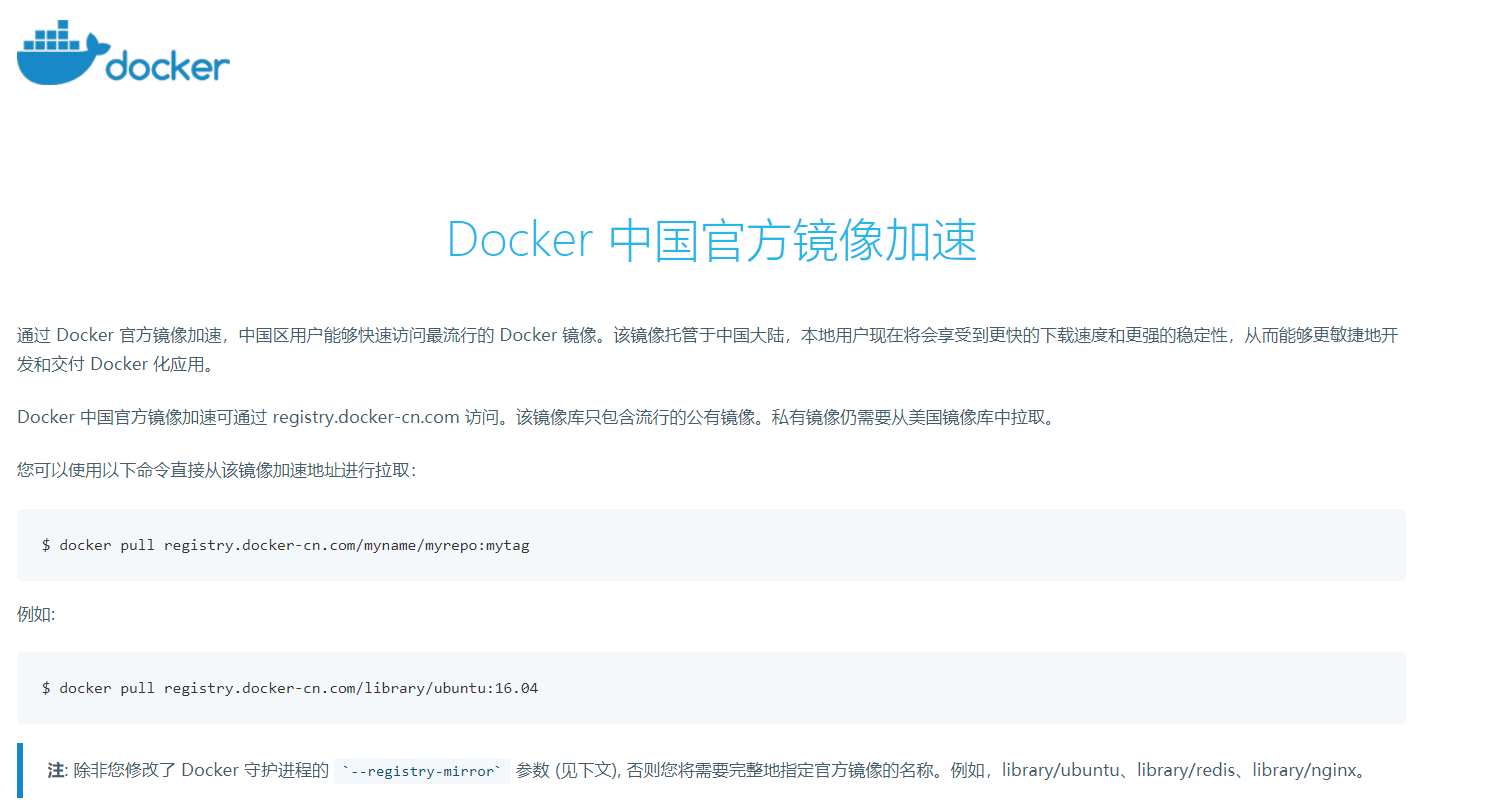 docker
Docker 中国官方镜像加速
通过 Docker 官方镜像加速，中国区用户能够快速访问最流行的 Docker 镜像。该镜像托管于中国大陆，本地用户现在将会享受到更快的下载速度和更强的稳定性，从而能够更敏捷地开
发和交付 Docker 化应用。
Docker 中国官方镜像加速可通过 registry.docker-cn.com 访问。该镜像库只包含流行的公有镜像。私有镜像仍需要从美国镜像库中拉取。
您可以使用以下命令直接从该镜像加速地址进行拉取：
$ docker pull registry.docker-cn.com/myname/myrepo:mytag
例如:
$ docker pull registry.docker-cn.com/library/ubuntu:16.04
注: 除非您修改了 Docker 守护进程的 `--registry-mirror` 参数 (见下文), 否则您将需要完整地指定官方镜像的名称。例如，library/ubuntu、library/redis、library/nginx。